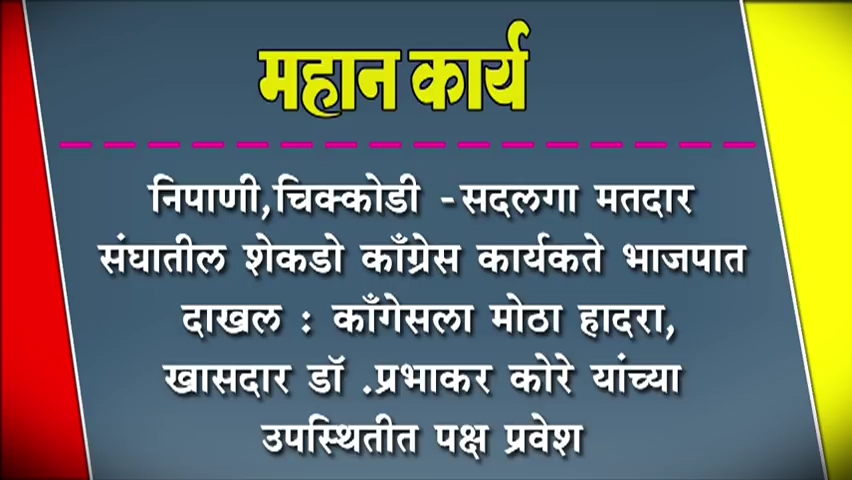 महान कार्य
निपाणी,चिक्कोडी -सदलगा मतदार
संघातील शेकडो काँग्रेस कार्यकते भाजपात
दाखल : काँगेसला मोठा हादरा,
खासदार डॉ .प्रभाकर कोरे यांच्या
उपस्थितीत पक्ष प्रवेश